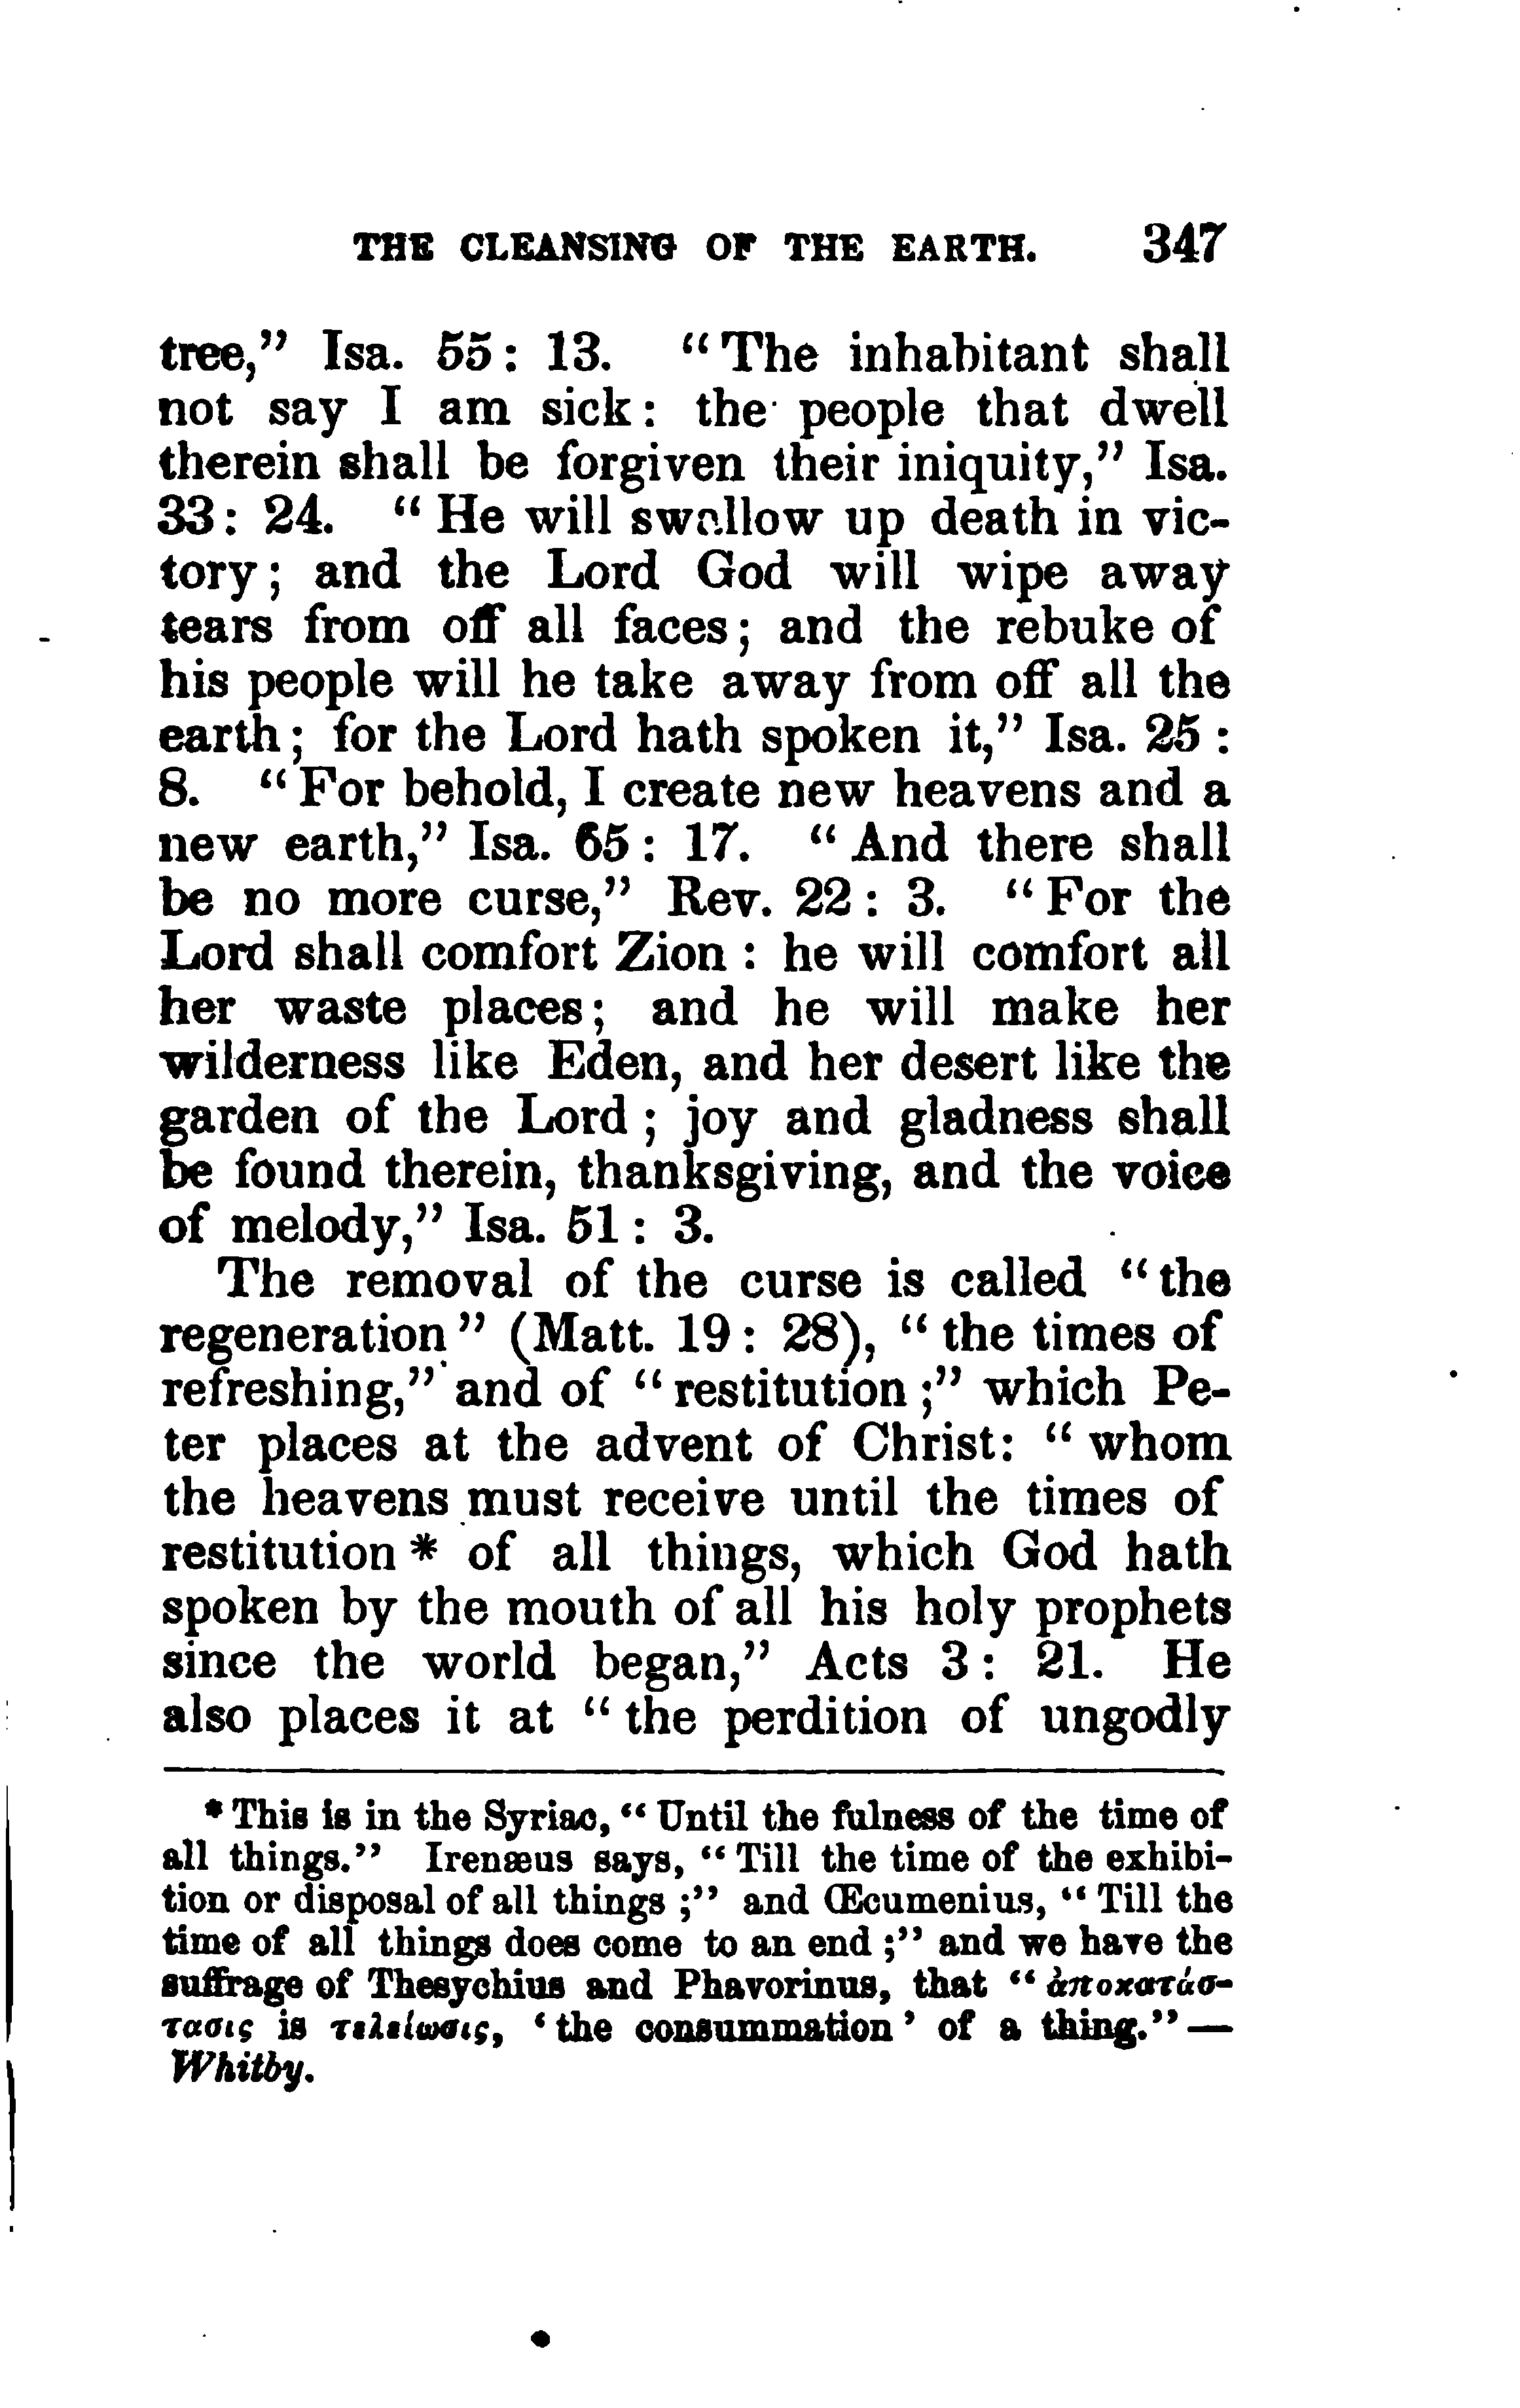 THE CLEANSING OF THE EARTH. 347
tree," Isa. 55: 13. "The inhabitant shall
not say I am sick: the people that dwell
therein shall be forgiven their iniquity," Isa.
33: 24. "He will swallow up death in vic-
tory; and the Lord God will wipe away
tears from off all faces; and the rebuke of
his people will he take away from off all the
earth; for the Lord hath spoken it," Isa. 25:
8. "For behold, I create new heavens and a
new earth," Isa. 65: 17. "And there shall
be no more curse," Rev. 22: 3. "For the
Lord shall comfort Zion: he will comfort all
her waste places; and he will make her
wilderness like Eden, and her desert like the
garden of the Lord; joy and gladness shall
be found therein, thanksgiving, and the voice
of melody," Isa. 51: 3.
The removal of the curse is called "the
regeneration" (Matt. 19: 28), "the times of
refreshing," and of "restitution;" which Pe-
ter places at the advent of Christ: "whom
the heavens must receive until the times of
restitution * of all things, which God hath
spoken by the mouth of all his holy prophets
since the world began," Acts 3: 21. He
also places it at "the perdition of ungodly
* This is in the Syriac, "Until the fulness of the time of
all things." Irenæus says, "Till the time of the exhibi-
tion or disposal of all things;" and Œcumenius, "Till the
time of all things does come to an end;" and we have the
suffrage of Thesychius and Phavorinus, that "ἀποκατάσ-
τασις is τελείωσις, 'the consummation' of a thing."—
Whitby.